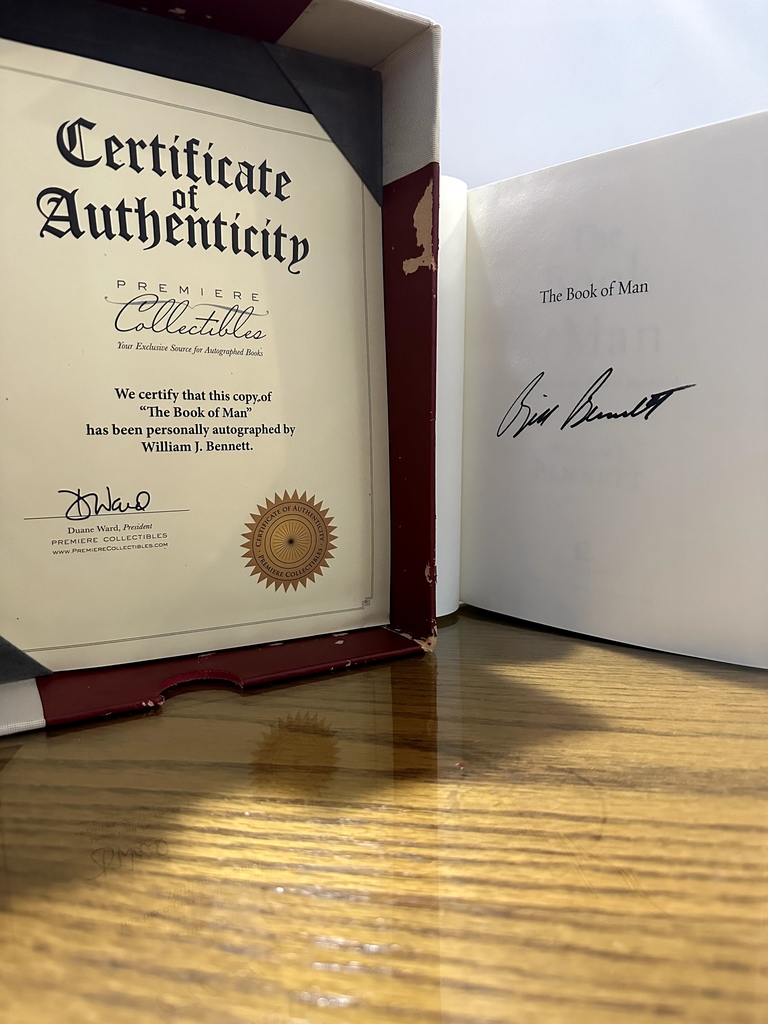 Certificate
of
Authenticity
PREMIERE
Collectibles
Your Exclusive Source for Autographed Books
We certify that this copy of
“The Book of Man”
has been personally autographed by
William J. Bennett.
DWard
Duane Ward, President
PREMIERE COLLECTIBLES
www.PremiereCollectibles.com
CERTIFICATE OF AUTHENTICITY
PREMIERE COLLECTIBLES
The Book of Man
Bill Bennett